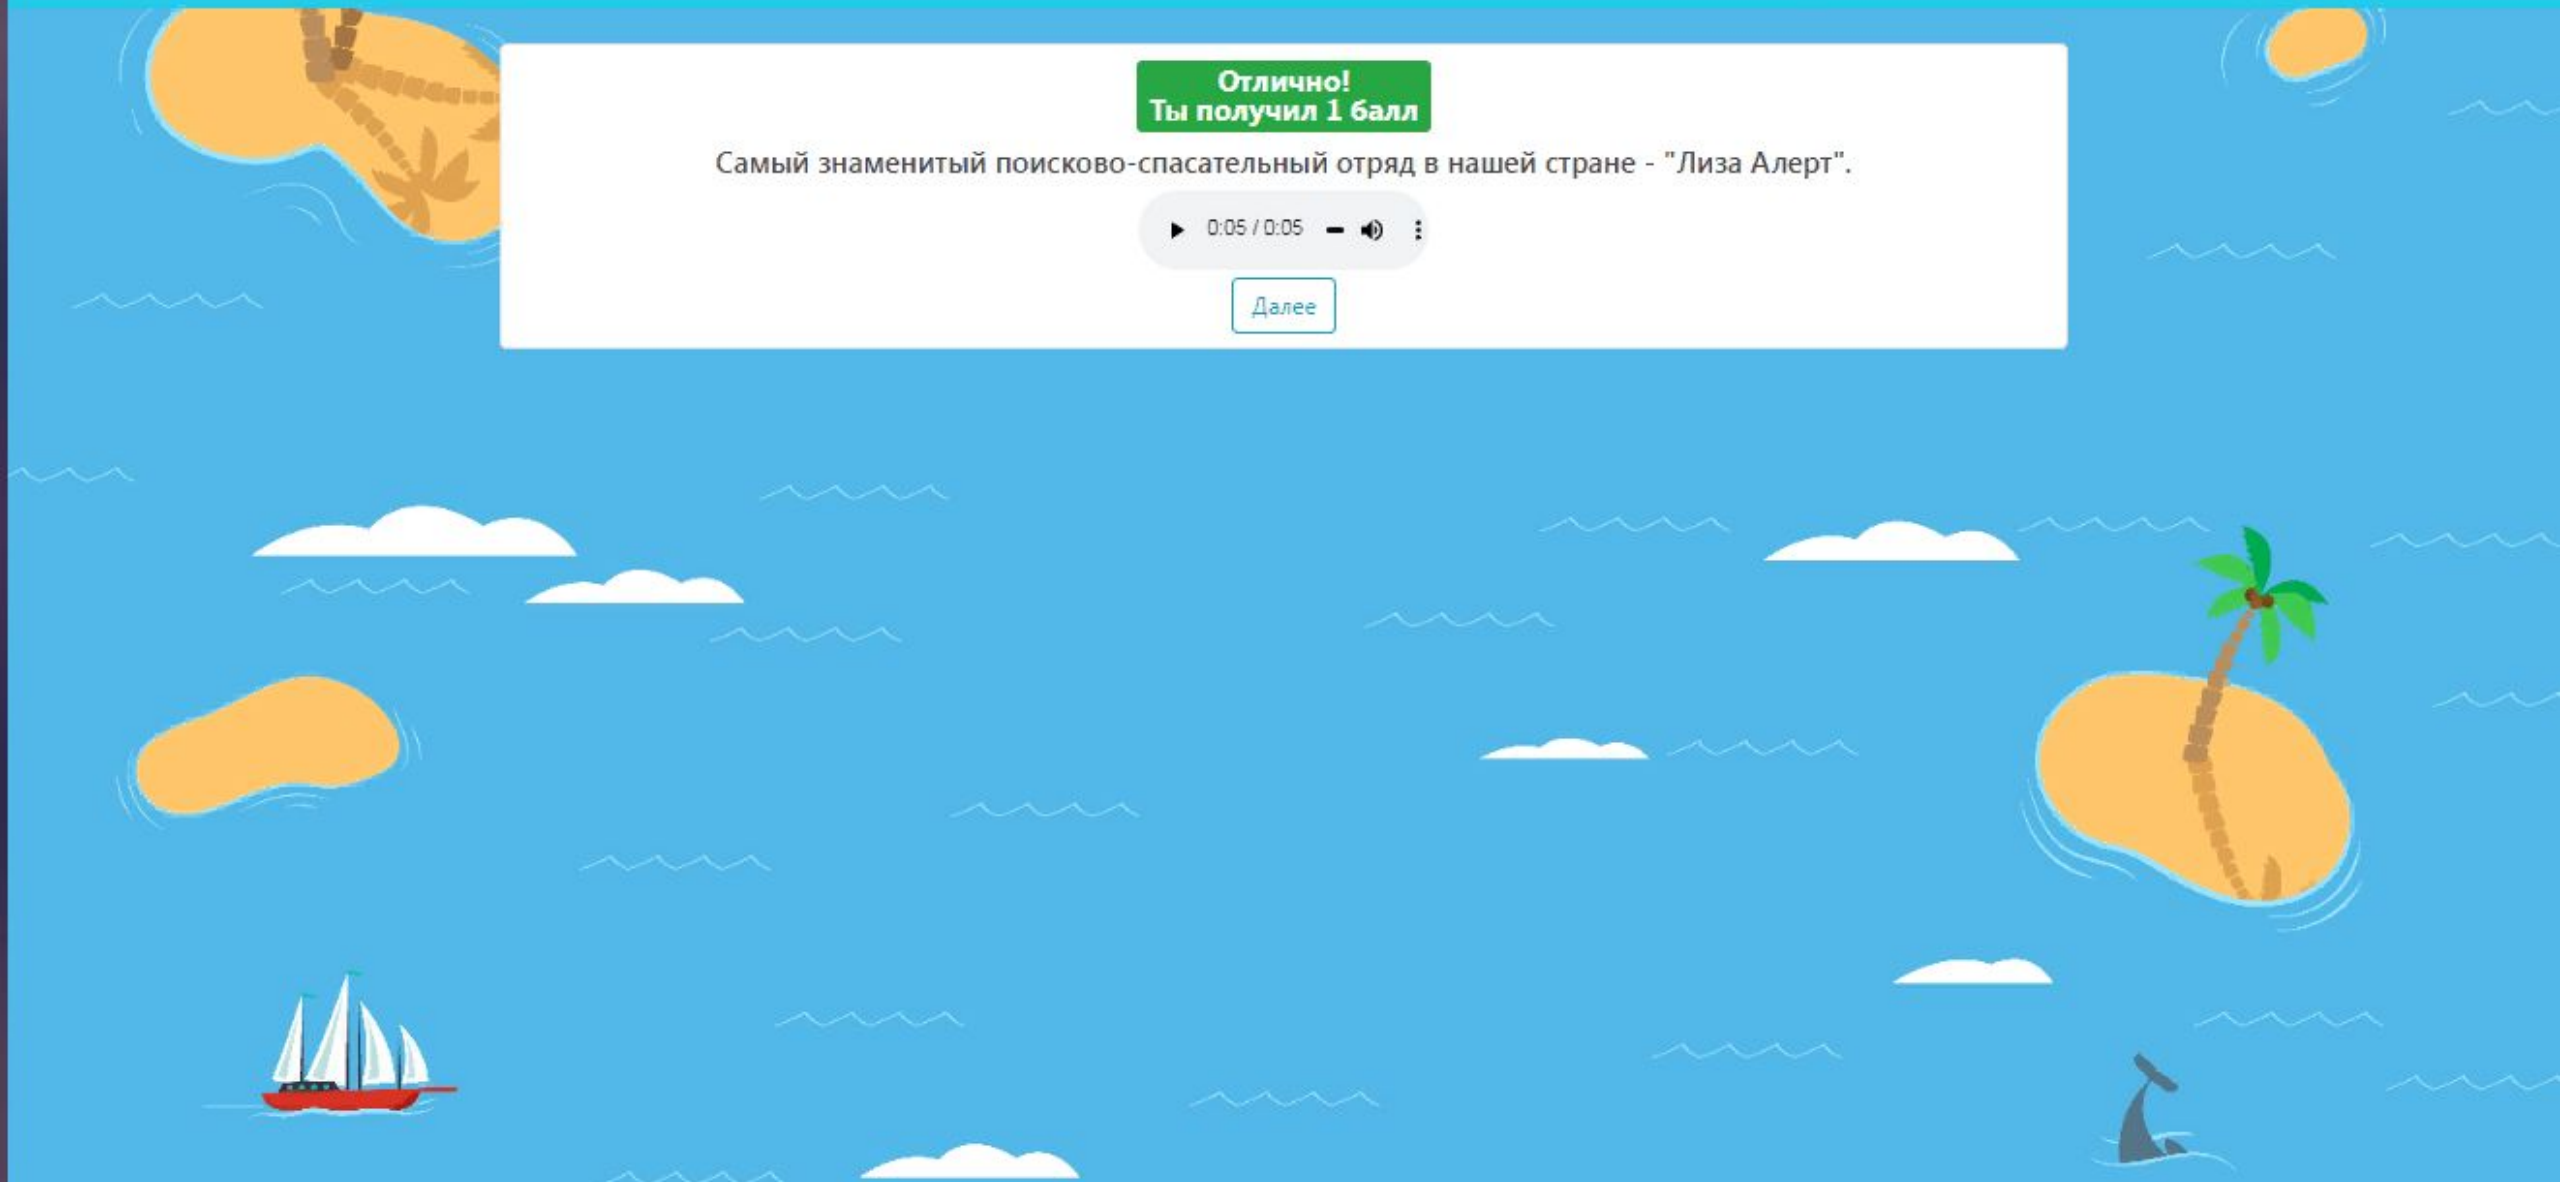 Отлично!
Ты получил 1 балл
Самый знаменитый поисково-спасательный отряд в нашей стране - "Лиза Алерт".
0:05 / 0:05
Далее